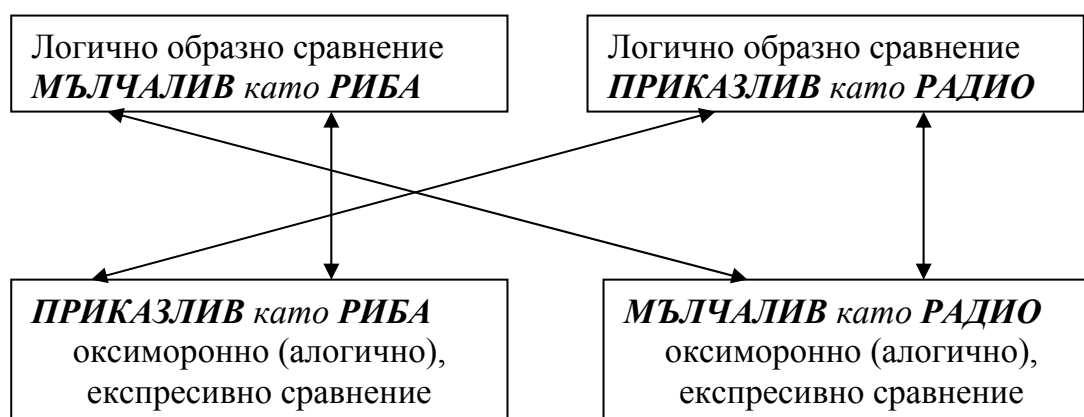 Логично образно сравнение
МЪЛЧАЛИВ като РИБА
Логично образно сравнение
ПРИКАЗЛИВ като РАДИО
ПРИКАЗЛИВ като РИБА
оксиморонно (алогично),
експресивно сравнение
МЪЛЧАЛИВ като РАДИО
оксиморонно (алогично),
експресивно сравнение